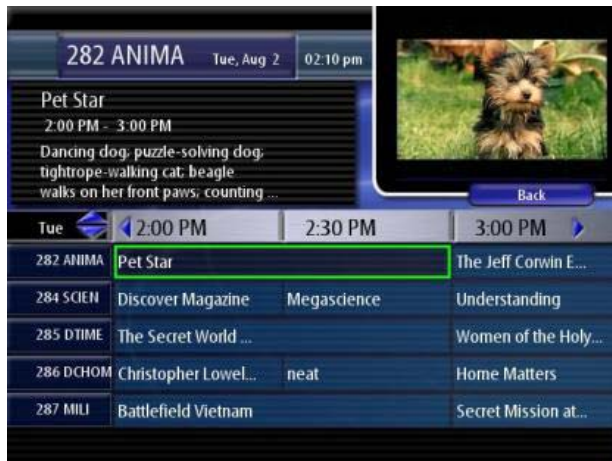 282 ANIMA Tue, Aug 2 02:10 pm
Pet Star
2:00 PM - 3:00 PM
Dancing dog; puzzle-solving dog;
tightrope-walking cat; beagle
walks on her front paws; counting ...
Back
Tue 2:00 PM 2:30 PM 3:00 PM
282 ANIMA Pet Star The Jeff Corwin E...
284 SCIEN Discover Magazine Megascience Understanding
285 DTIME The Secret World ... Women of the Holy...
286 DCHOM Christopher Lowel... neat Home Matters
287 MILI Battlefield Vietnam Secret Mission at...